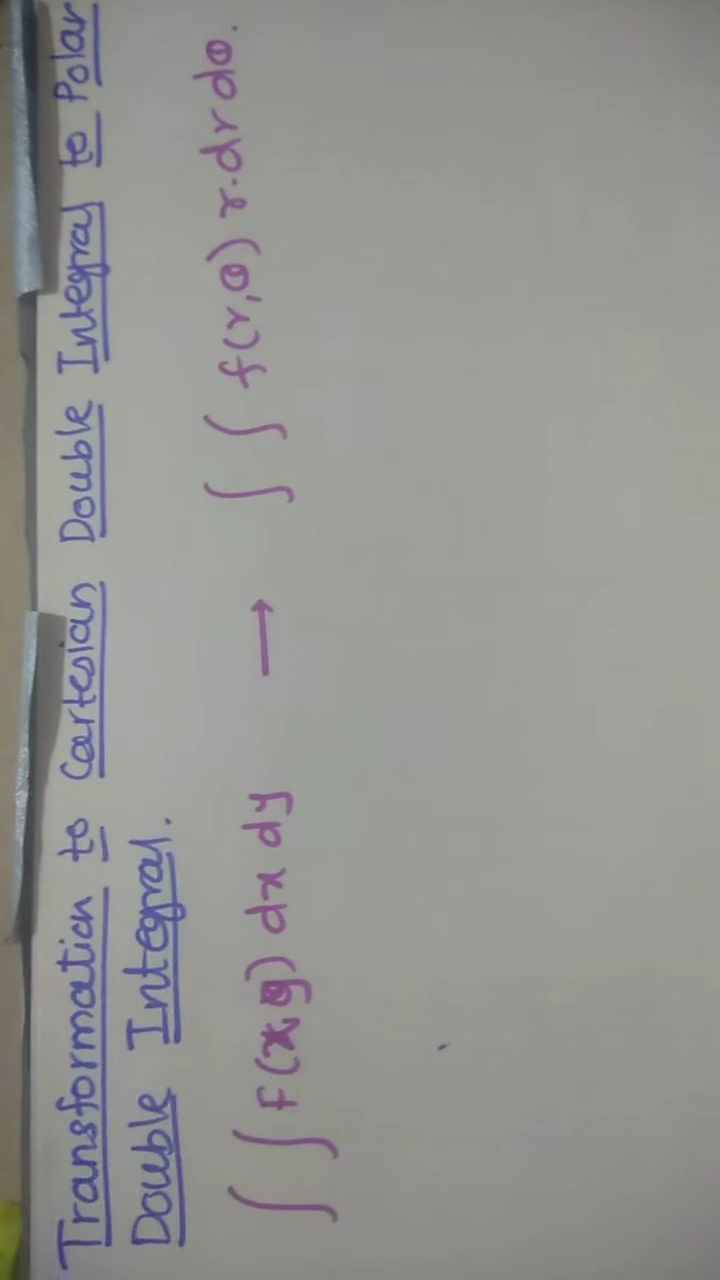 Transformation to Cartesian Double Integral to Polar
Double Integral.
∫ ∫ F(x,y) dx dy → ∫ ∫ f(r,θ) r.dr dθ.